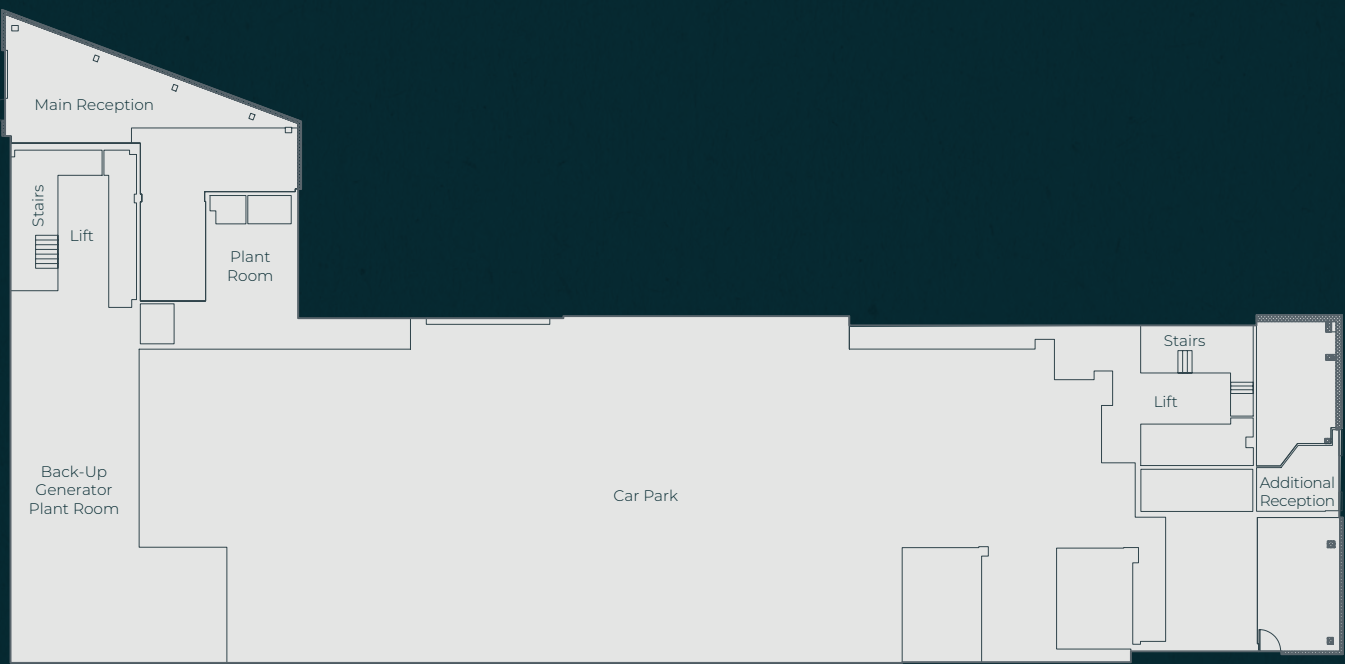 Main Reception
Stairs
Lift
Plant
Room
Stairs
Lift
Back-Up
Generator
Plant Room
Car Park
Additional
Reception